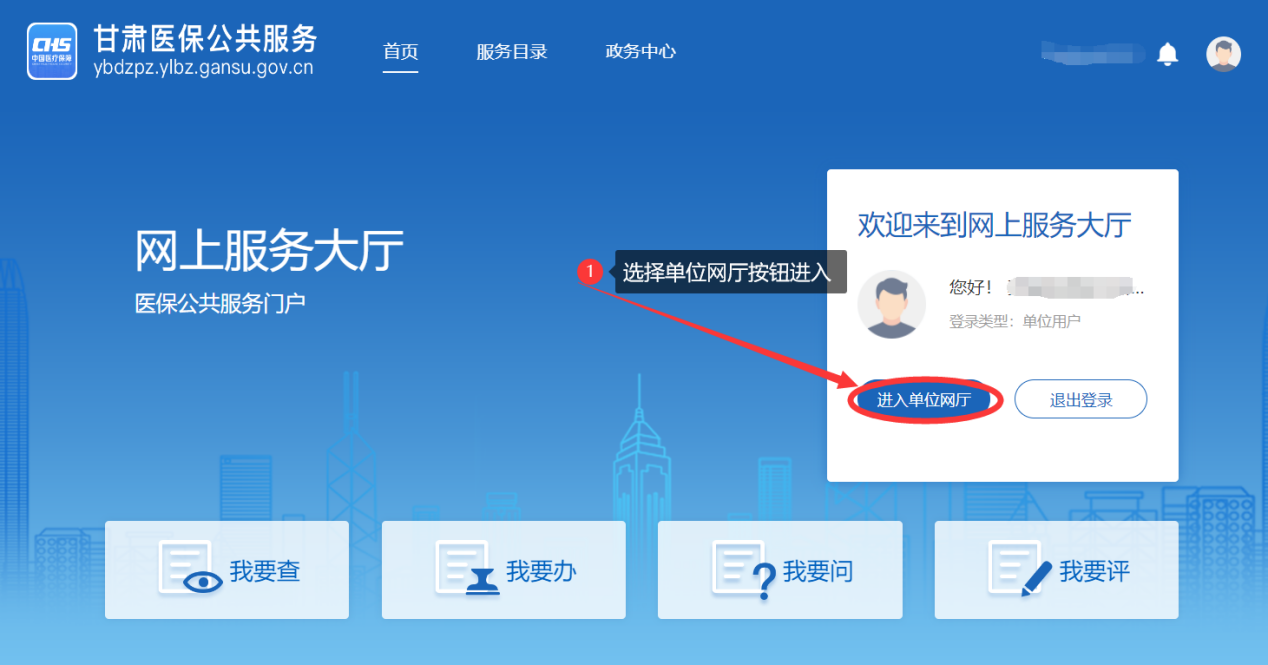 CHS
中国医疗保障
甘肃医保公共服务
ybdzpz.ylbz.gansu.gov.cn
首页
服务目录
政务中心
网上服务大厅
医保公共服务门户
1
选择单位网厅按钮进入
欢迎来到网上服务大厅
您好！
...
登录类型：单位用户
进入单位网厅
退出登录
我要查
我要办
我要问
我要评